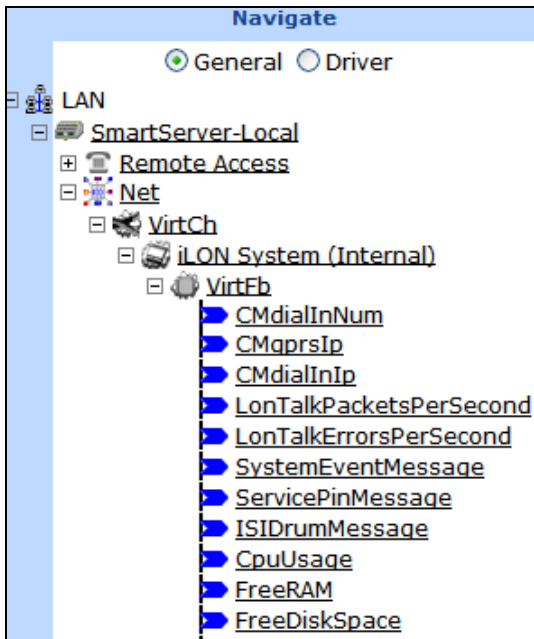 Navigate
General Driver
LAN
SmartServer-Local
Remote Access
Net
VirtCh
iLON System (Internal)
VirtFb
CMdialInNum
CMgprsIp
CMdialInIp
LonTalkPacketsPerSecond
LonTalkErrorsPerSecond
SystemEventMessage
ServicePinMessage
ISIDrumMessage
CpuUsage
FreeRAM
FreeDiskSpace